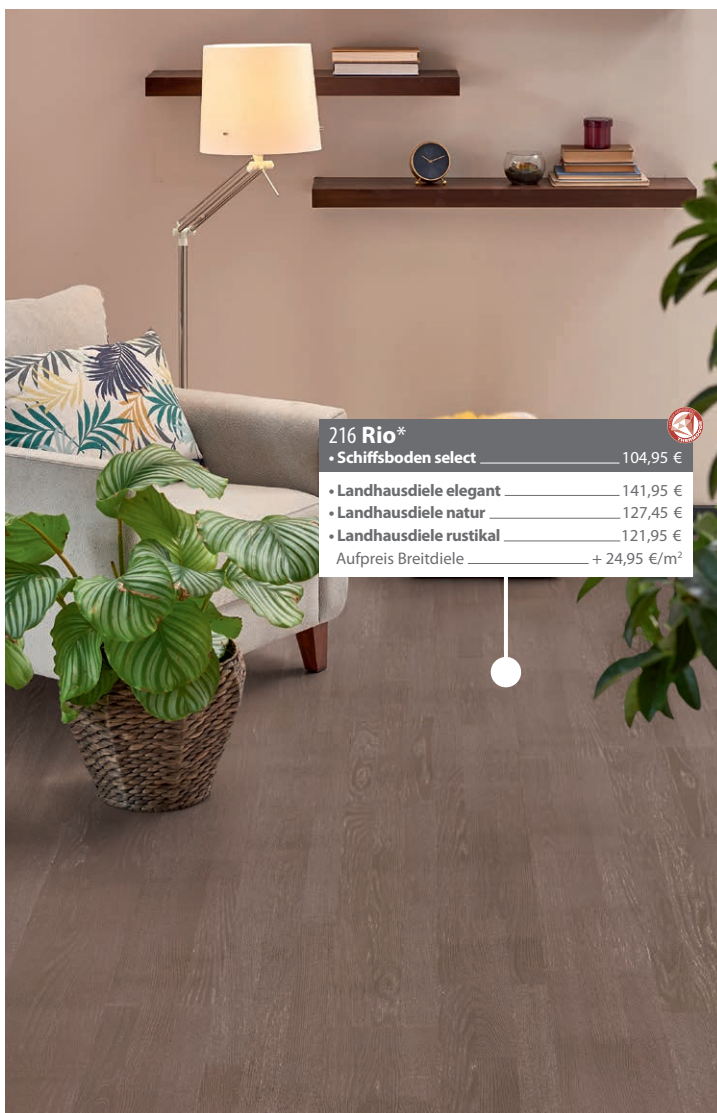 216 Rio*
• Schiffsboden select 104,95 €
• Landhausdiele elegant 141,95 €
• Landhausdiele natur 127,45 €
• Landhausdiele rustikal 121,95 €
Aufpreis Breitdiele + 24,95 €/m²